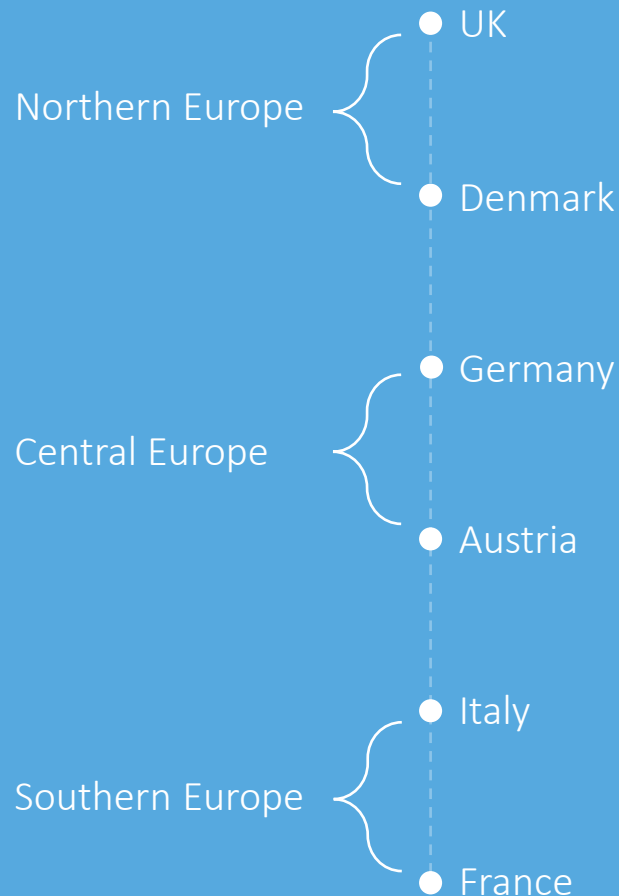 UK
Northern Europe
Denmark
Germany
Central Europe
Austria
Italy
Southern Europe
France